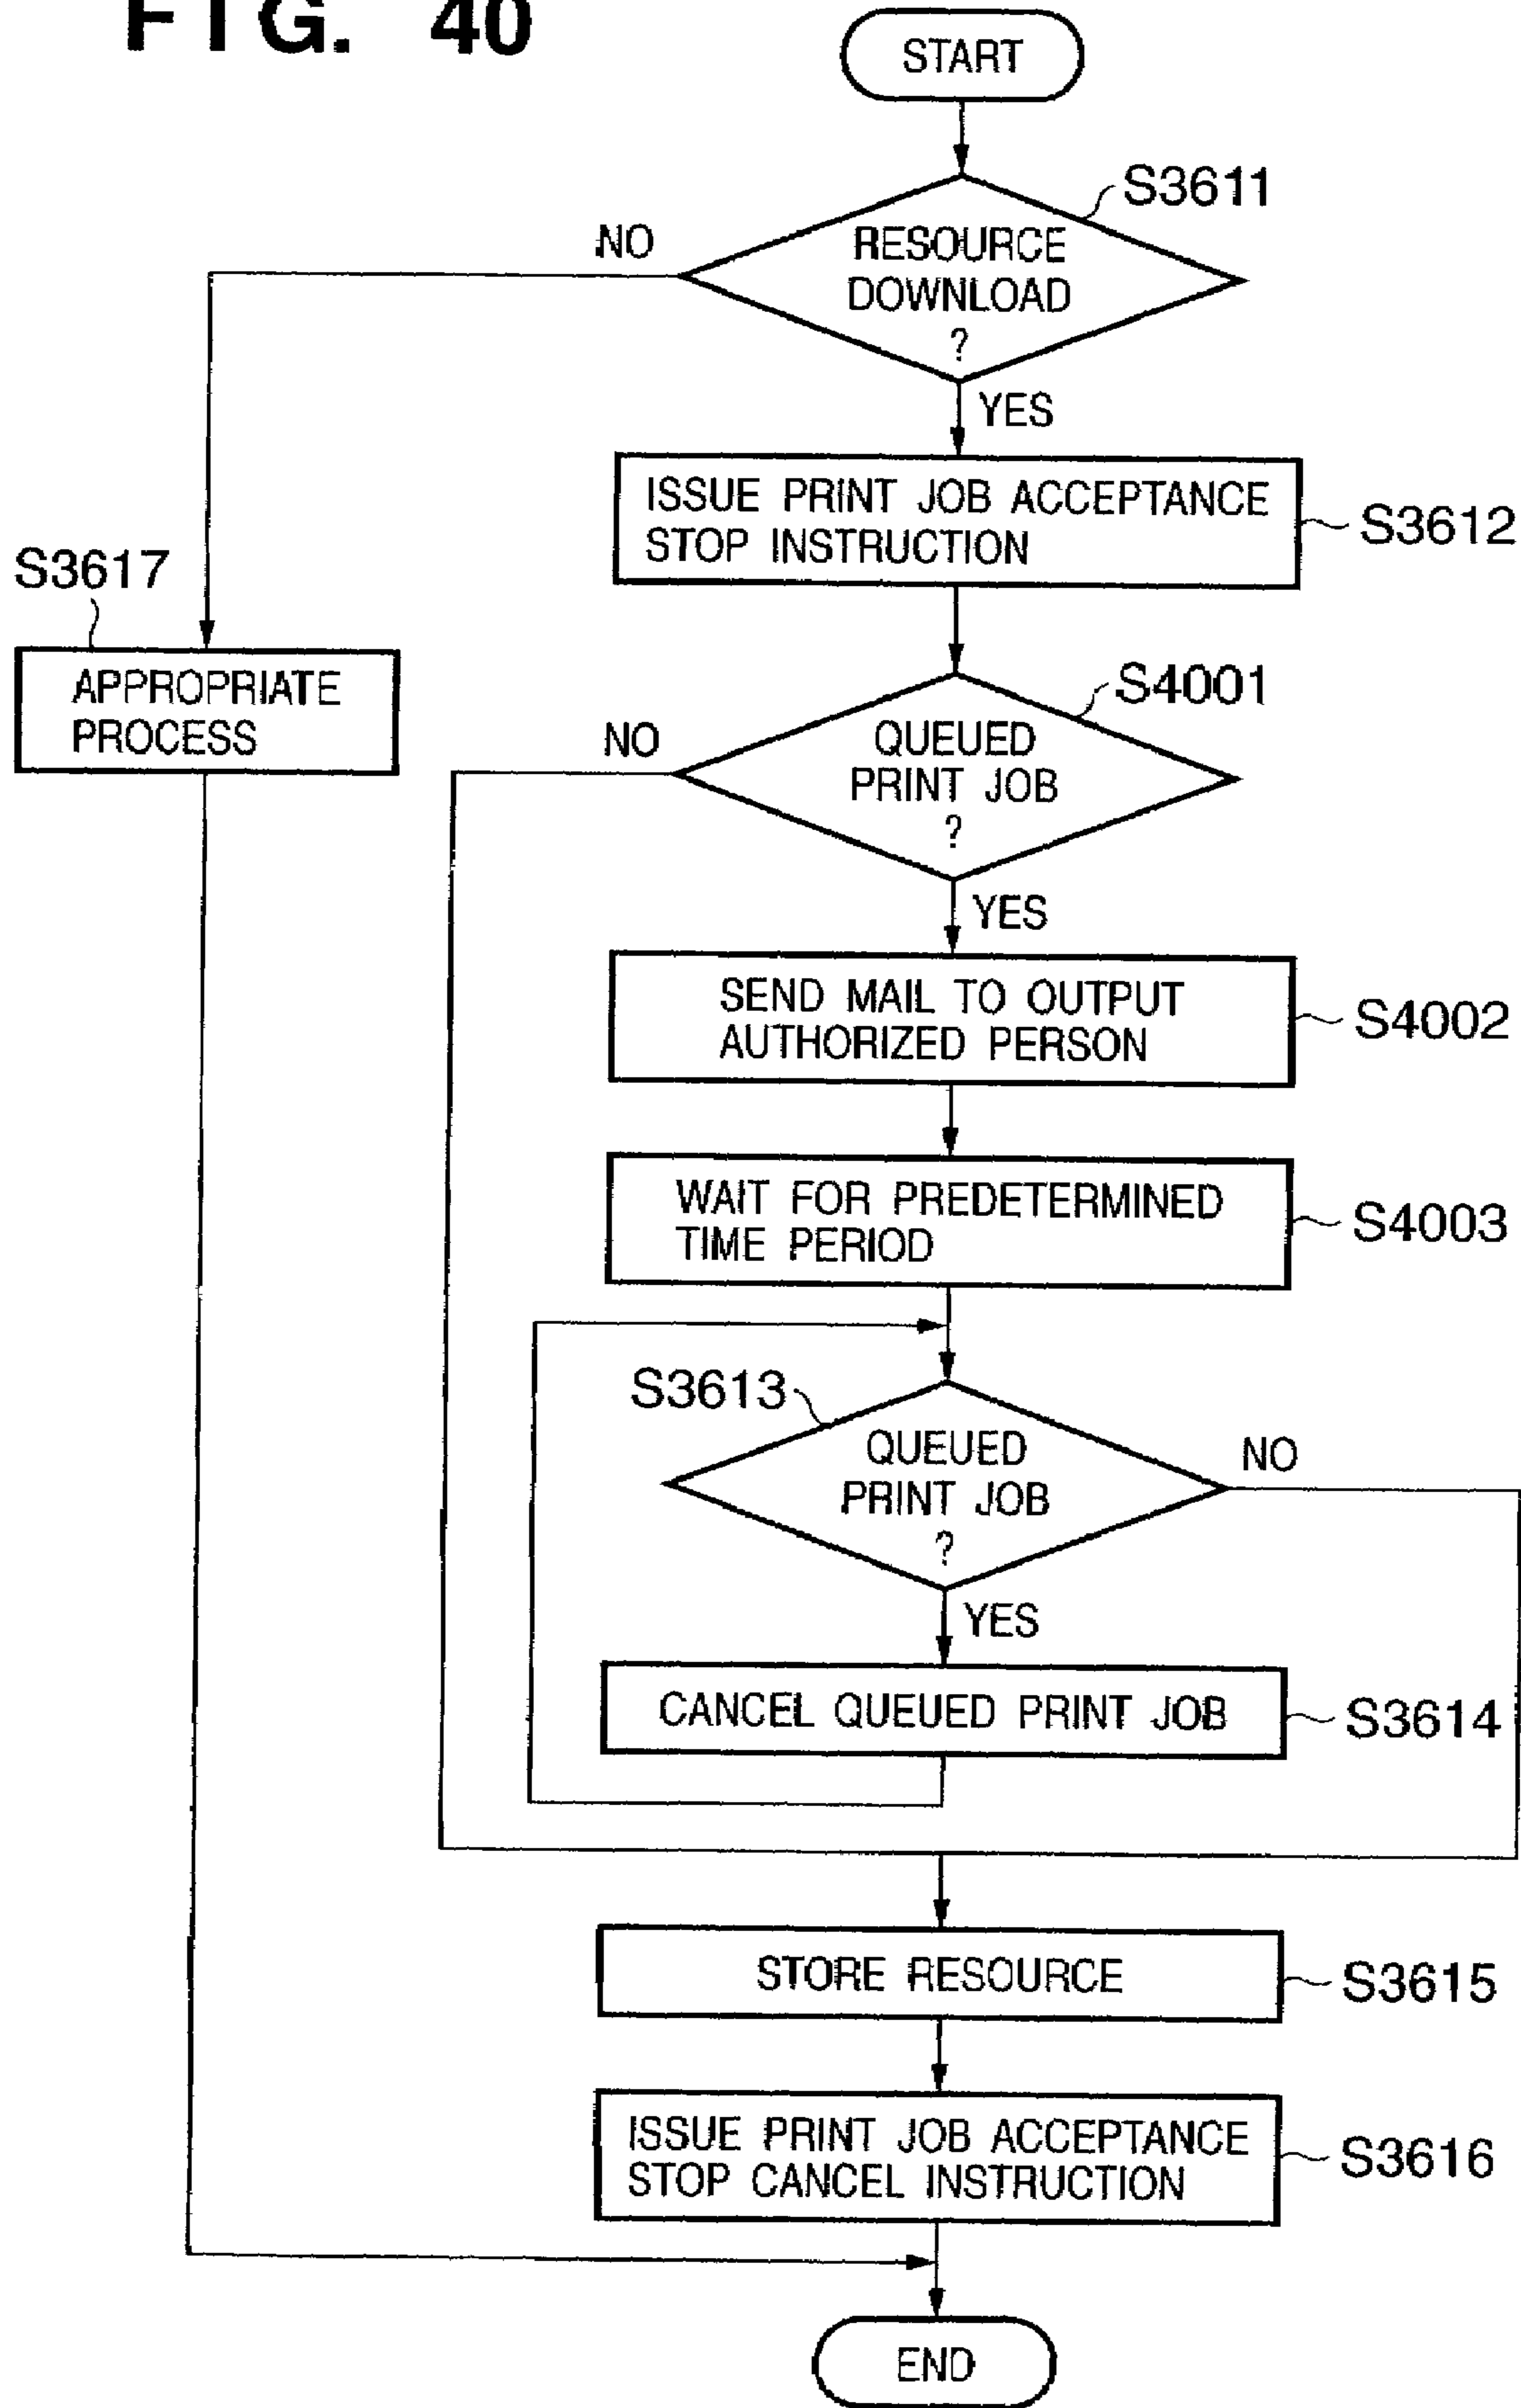 FIG. 40
START
S3611
NO
RESOURCE
DOWNLOAD
?
YES
ISSUE PRINT JOB ACCEPTANCE
STOP INSTRUCTION
S3612
S3617
APPROPRIATE
PROCESS
S4001
NO
QUEUED
PRINT JOB
?
YES
SEND MAIL TO OUTPUT
AUTHORIZED PERSON
S4002
WAIT FOR PREDETERMINED
TIME PERIOD
S4003
S3613
QUEUED
PRINT JOB
?
NO
YES
CANCEL QUEUED PRINT JOB
S3614
STORE RESOURCE
S3615
ISSUE PRINT JOB ACCEPTANCE
STOP CANCEL INSTRUCTION
S3616
END